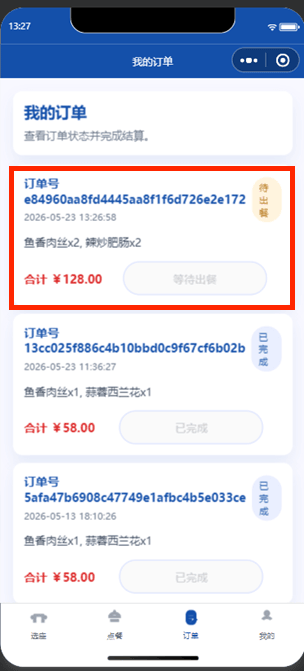 13:27
我的订单
我的订单
查看订单状态并完成结算。
订单号
e84960aa8fd4445aa8f1f6d726e2e172
待出餐
2026-05-23 13:26:58
鱼香肉丝x2, 辣炒肥肠x2
合计 ￥128.00
等待出餐
订单号
13cc025f886c4b10bbd0c9f67cf6b02b
已完成
2026-05-23 11:36:27
鱼香肉丝x1, 蒜蓉西兰花x1
合计 ￥58.00
已完成
订单号
5afa47b6908c47749e1afbc4b5e033ce
已完成
2026-05-13 18:10:26
鱼香肉丝x1, 蒜蓉西兰花x1
合计 ￥58.00
已完成
选座
点餐
订单
我的